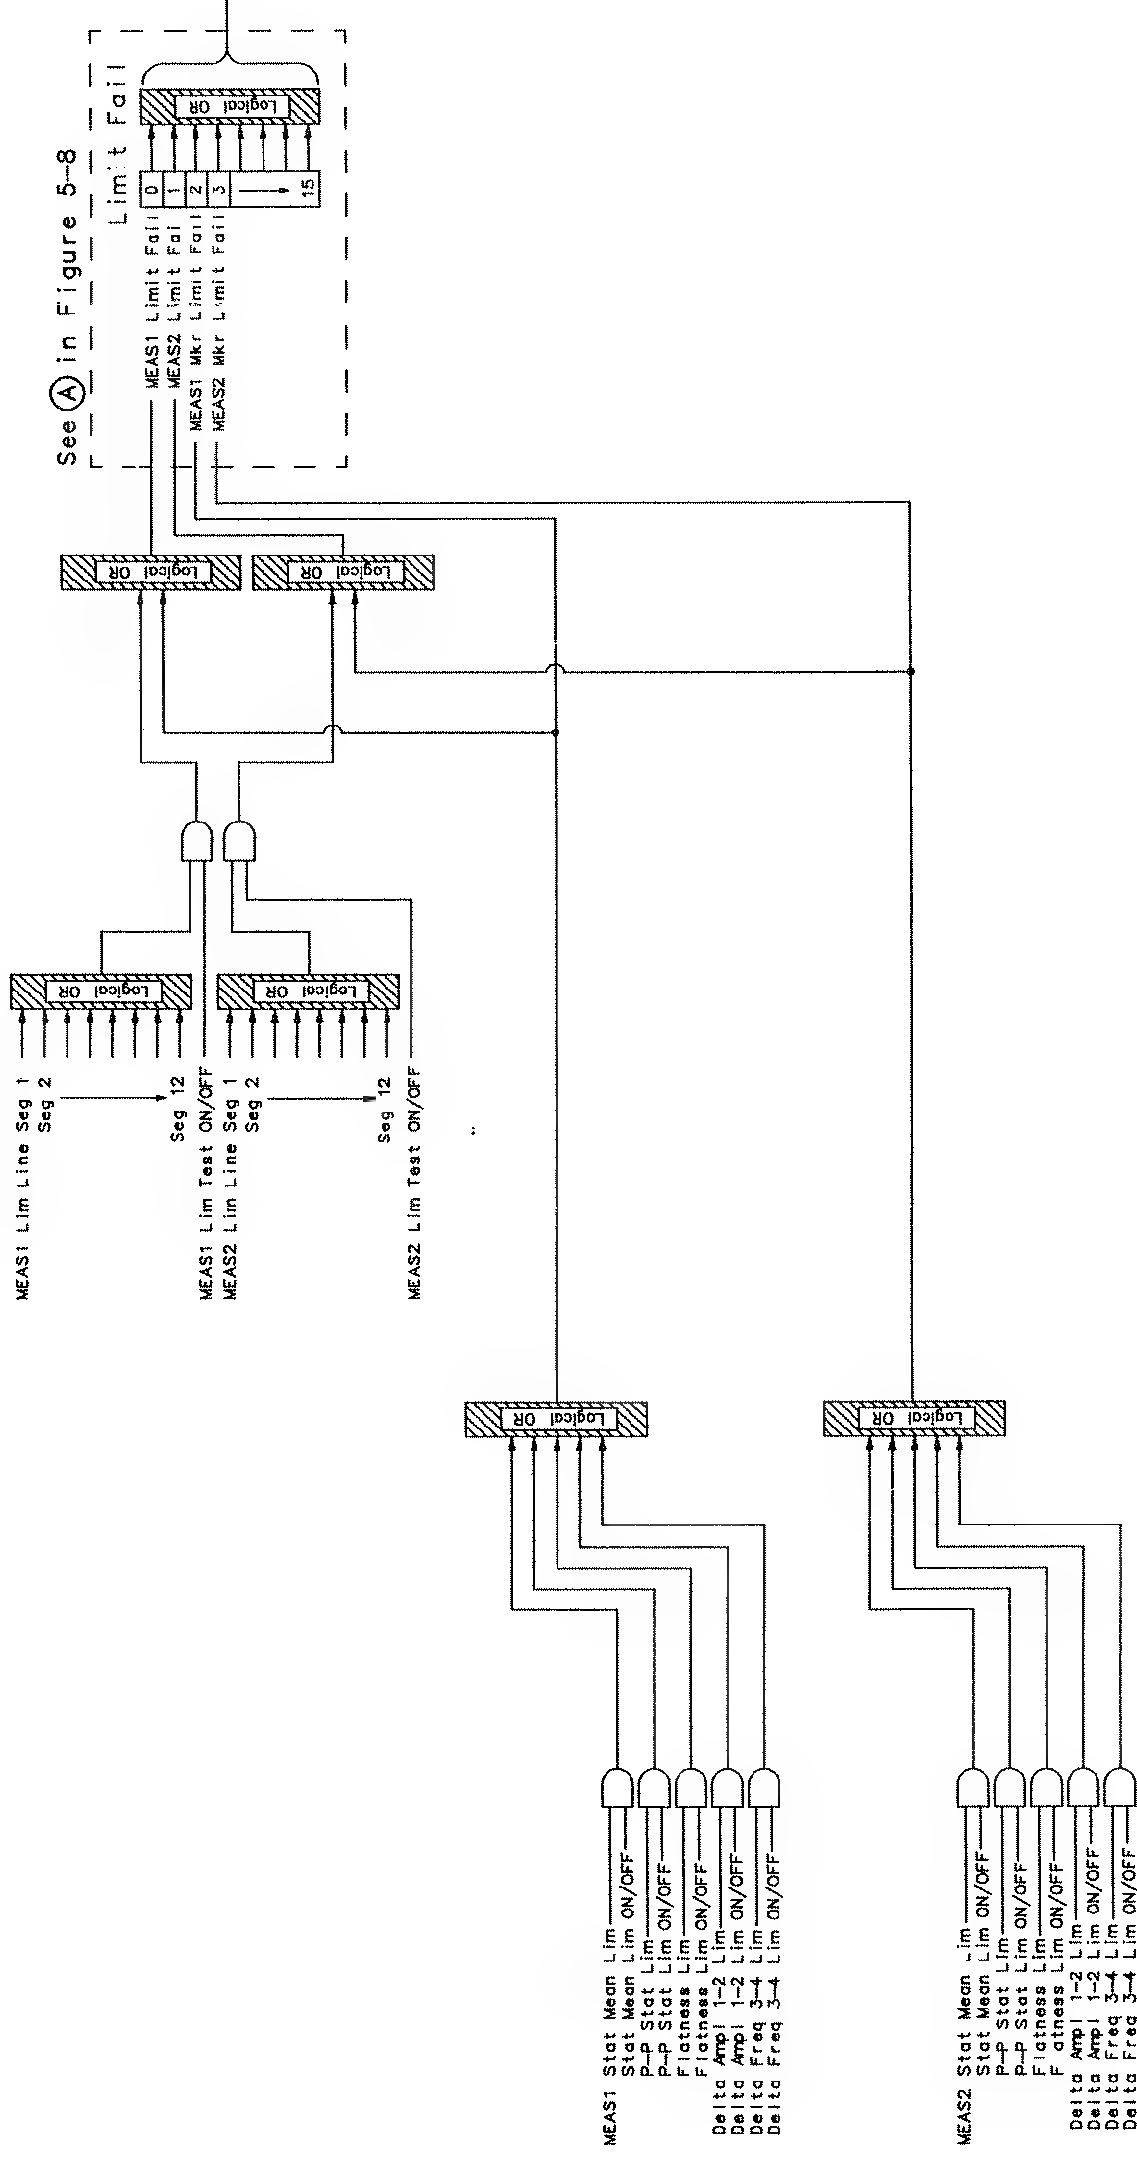 See A in Figure 5-8
Limit Fail
Logical OR
0
1
2
3
15
MEAS1 Limit Fail
MEAS2 Limit Fai
MEAS1 Mkr Limit Fail
MEAS2 Mkr Limit Fail
Logical OR
Logical OR
Logical OR
Logical OR
MEAS1 Lim Line Seg 1
Seg 2
Seg 12
MEAS1 Lim Test ON/OFF
MEAS2 Lim Line Seg 1
Seg 2
Seg 12
MEAS2 Lim Test ON/OFF
Logical OR
Logical OR
MEAS1 Stat Mean Lim
Stat Mean Lim ON/OFF
P-P Stat Lim
P-P Stat Lim ON/OFF
Flatness Lim
Flatness Lim ON/OFF
Delta Ampl 1-2 Lim
Delta Ampl 1-2 Lim ON/OFF
Delta Freq 3-4 Lim
Delta Freq 3-4 Lim ON/OFF
MEAS2 Stat Mean Lim
Stat Mean Lim ON/OFF
P-P Stat Lim
P-P Stat Lim ON/OFF
Flatness Lim
F atness Lim ON/OFF
Delta Ampl 1-2 Lim
Delta Ampl 1-2 Lim ON/OFF
Delta Freq 3-4 Lim
Delta Freq 3-4 Lim ON/OFF